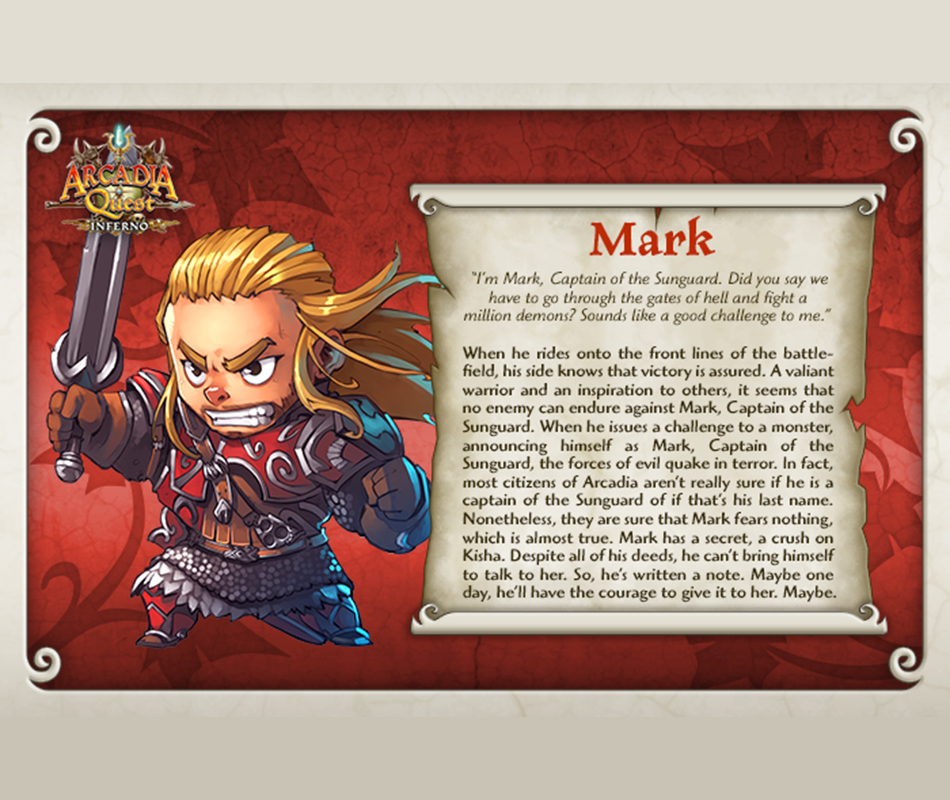 ARCADIA
Quest
INFERNO
Mark
"I'm Mark, Captain of the Sunguard. Did you say we
have to go through the gates of hell and fight a
million demons? Sounds like a good challenge to me."
When he rides onto the front lines of the battle-
field, his side knows that victory is assured. A valiant
warrior and an inspiration to others, it seems that
no enemy can endure against Mark, Captain of the
Sunguard. When he issues a challenge to a monster,
announcing himself as Mark, Captain of the
Sunguard, the forces of evil quake in terror. In fact,
most citizens of Arcadia aren't really sure if he is a
captain of the Sunguard of if that's his last name.
Nonetheless, they are sure that Mark fears nothing,
which is almost true. Mark has a secret, a crush on
Kisha. Despite all of his deeds, he can't bring himself
to talk to her. So, he's written a note. Maybe one
day, he'll have the courage to give it to her. Maybe.